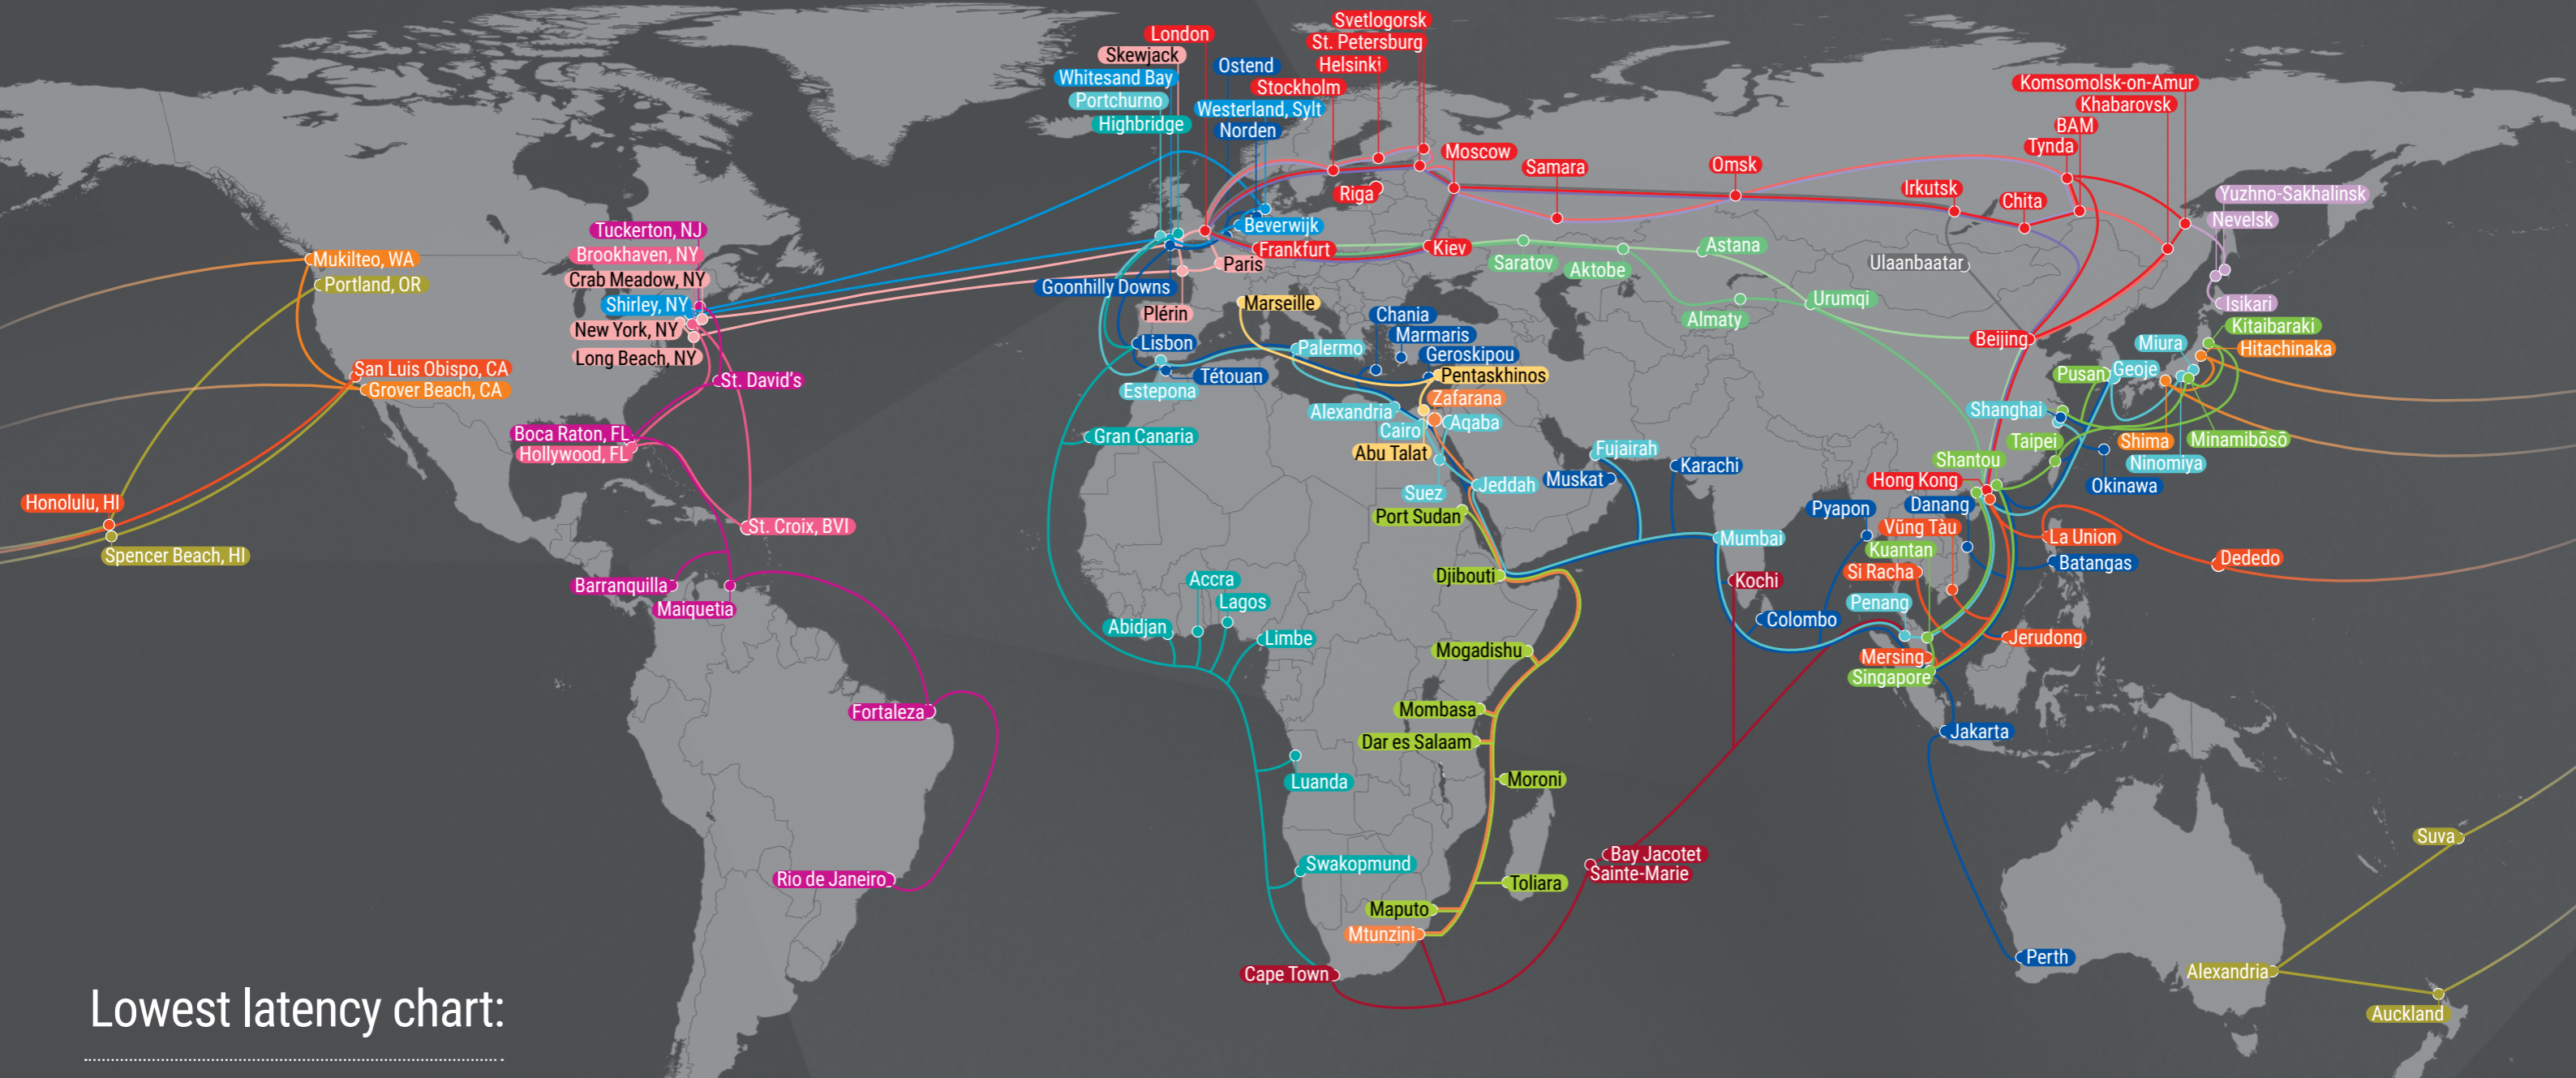 Svetlogorsk
London
St. Petersburg
Skewjack
Ostend
Helsinki
Whitesand Bay
Stockholm
Komsomolsk-on-Amur
Portchurno
Westerland, Sylt
Khabarovsk
Highbridge
Norden
BAM
Tynda
Moscow
Samara
Omsk
Riga
Irkutsk
Chita
Yuzhno-Sakhalinsk
Nevelsk
Tuckerton, NJ
Beverwijk
Brookhaven, NY
Frankfurt
Kiev
Astana
Mukilteo, WA
Paris
Saratov
Aktobe
Ulaanbaatar
Crab Meadow, NY
Portland, OR
Goonhilly Downs
Urumqi
Shirley, NY
Marseille
Isikari
Plérin
Chania
Almaty
New York, NY
Marmaris
Kitaibaraki
Lisbon
Palermo
Beijing
Miura
Hitachinaka
Long Beach, NY
Geroskipou
San Luis Obispo, CA
Tétouan
Pentaskhinos
Pusan
Geoje
St. David's
Grover Beach, CA
Estepona
Zafarana
Alexandria
Shanghai
Cairo
Aqaba
Boca Raton, FL
Gran Canaria
Taipei
Shima
Minamibōsō
Hollywood, FL
Abu Talat
Fujairah
Shantou
Ninomiya
Karachi
Muskat
Hong Kong
Okinawa
Suez
Jeddah
Honolulu, HI
Pyapon
Danang
Port Sudan
St. Croix, BVI
Vũng Tàu
Mumbai
La Union
Spencer Beach, HI
Kuantan
Dededo
Batangas
Barranquilla
Accra
Djibouti
Kochi
Si Racha
Maiquetia
Lagos
Penang
Abidjan
Colombo
Limbe
Jerudong
Mogadishu
Mersing
Singapore
Fortaleza
Mombasa
Jakarta
Dar es Salaam
Luanda
Moroni
Suva
Bay Jacotet
Swakopmund
Sainte-Marie
Rio de Janeiro
Toliara
Maputo
Mtunzini
Perth
Cape Town
Alexandria
Auckland
Lowest latency chart: